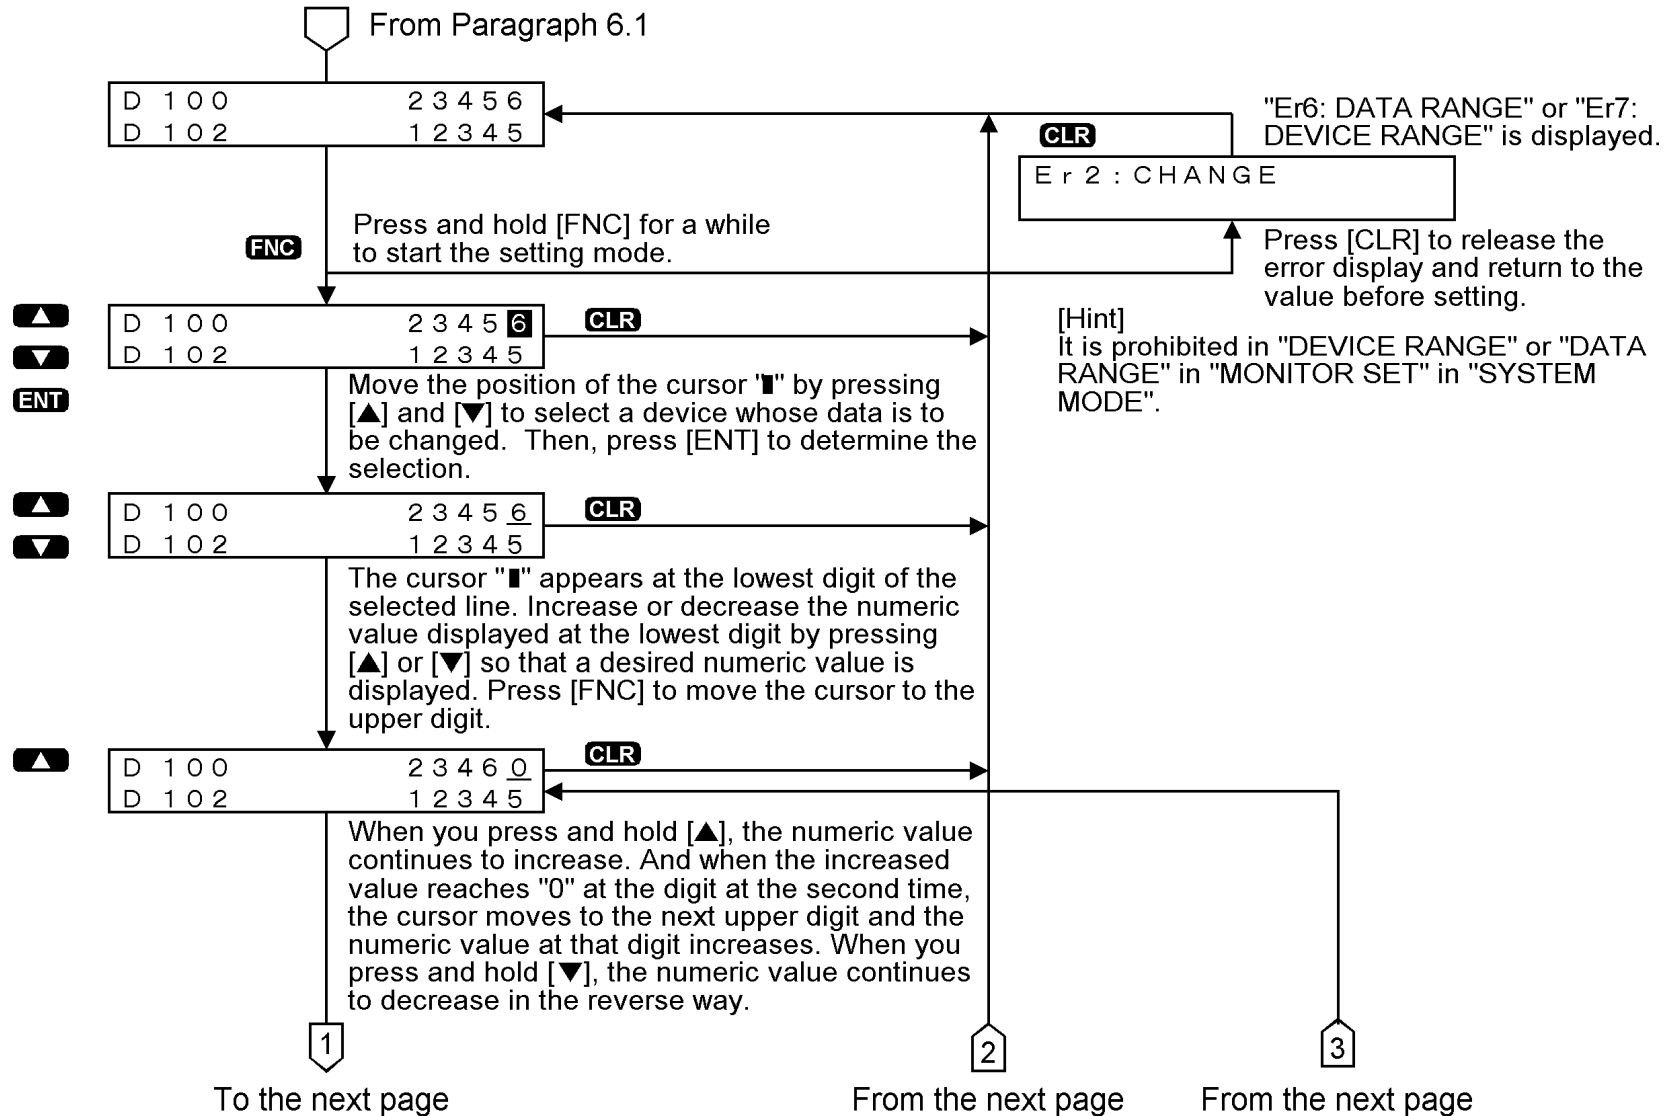 From Paragraph 6.1
D 100 23456
D 102 12345
CLR
"Er6: DATA RANGE" or "Er7:
DEVICE RANGE" is displayed.
Er2:CHANGE
FNC
Press and hold [FNC] for a while
to start the setting mode.
Press [CLR] to release the
error display and return to the
value before setting.
▲
▼
ENT
D 100 23456
D 102 12345
CLR
[Hint]
It is prohibited in "DEVICE RANGE" or "DATA
RANGE" in "MONITOR SET" in "SYSTEM
MODE".
Move the position of the cursor "▮" by pressing
[▲] and [▼] to select a device whose data is to
be changed. Then, press [ENT] to determine the
selection.
▲
▼
D 100 23456
D 102 12345
CLR
The cursor "▮" appears at the lowest digit of the
selected line. Increase or decrease the numeric
value displayed at the lowest digit by pressing
[▲] or [▼] so that a desired numeric value is
displayed. Press [FNC] to move the cursor to the
upper digit.
▲
D 100 23460
D 102 12345
CLR
When you press and hold [▲], the numeric value
continues to increase. And when the increased
value reaches "0" at the digit at the second time,
the cursor moves to the next upper digit and the
numeric value at that digit increases. When you
press and hold [▼], the numeric value continues
to decrease in the reverse way.
1
2
3
To the next page
From the next page
From the next page